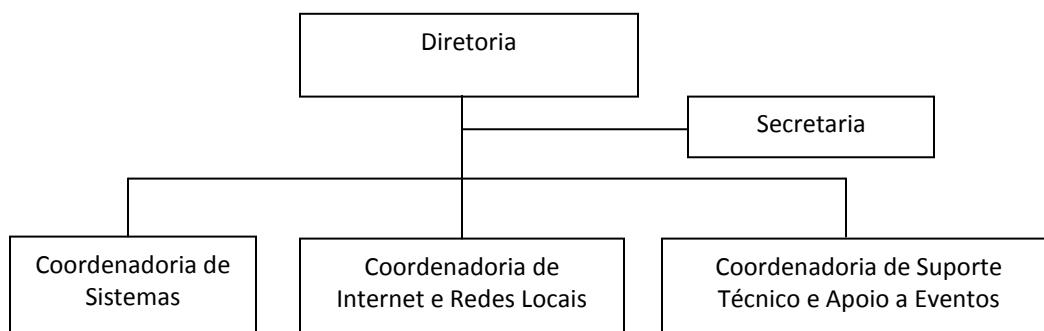 Diretoria
Secretaria
Coordenadoria de
Sistemas
Coordenadoria de
Internet e Redes Locais
Coordenadoria de Suporte
Técnico e Apoio a Eventos